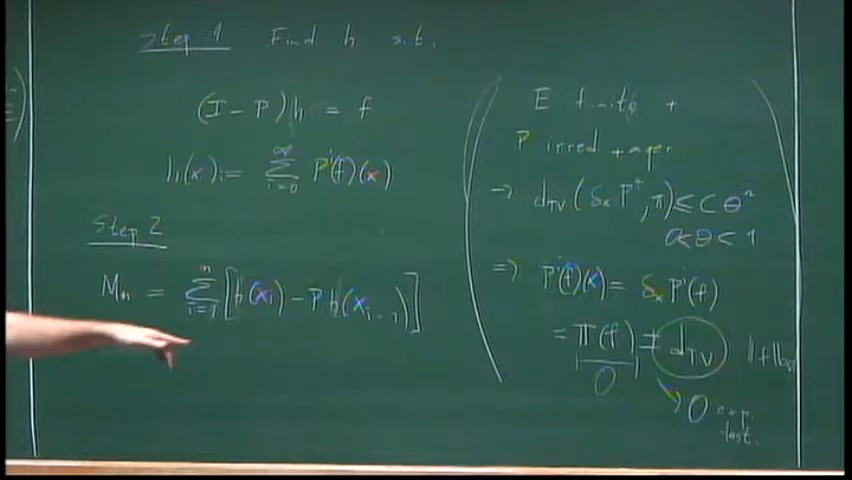 Step 1 Find h s.t.
(I - P)h = f
h(x) := ∑_{i=0}^{∞} P^i(f)(x)
Step 2
M_n = ∑_{i=1}^{n} [h(X_i) - Ph(X_{i-1})]
E finite +
P irred + aper
→ d_TV(δ_x P^n, π) ≤ C θ^n
0<θ<1
⇒ P^i(f)(x) = δ_x P^i(f)
= π(f) ± d_TV ‖f‖
0
→ 0 exp. fast.